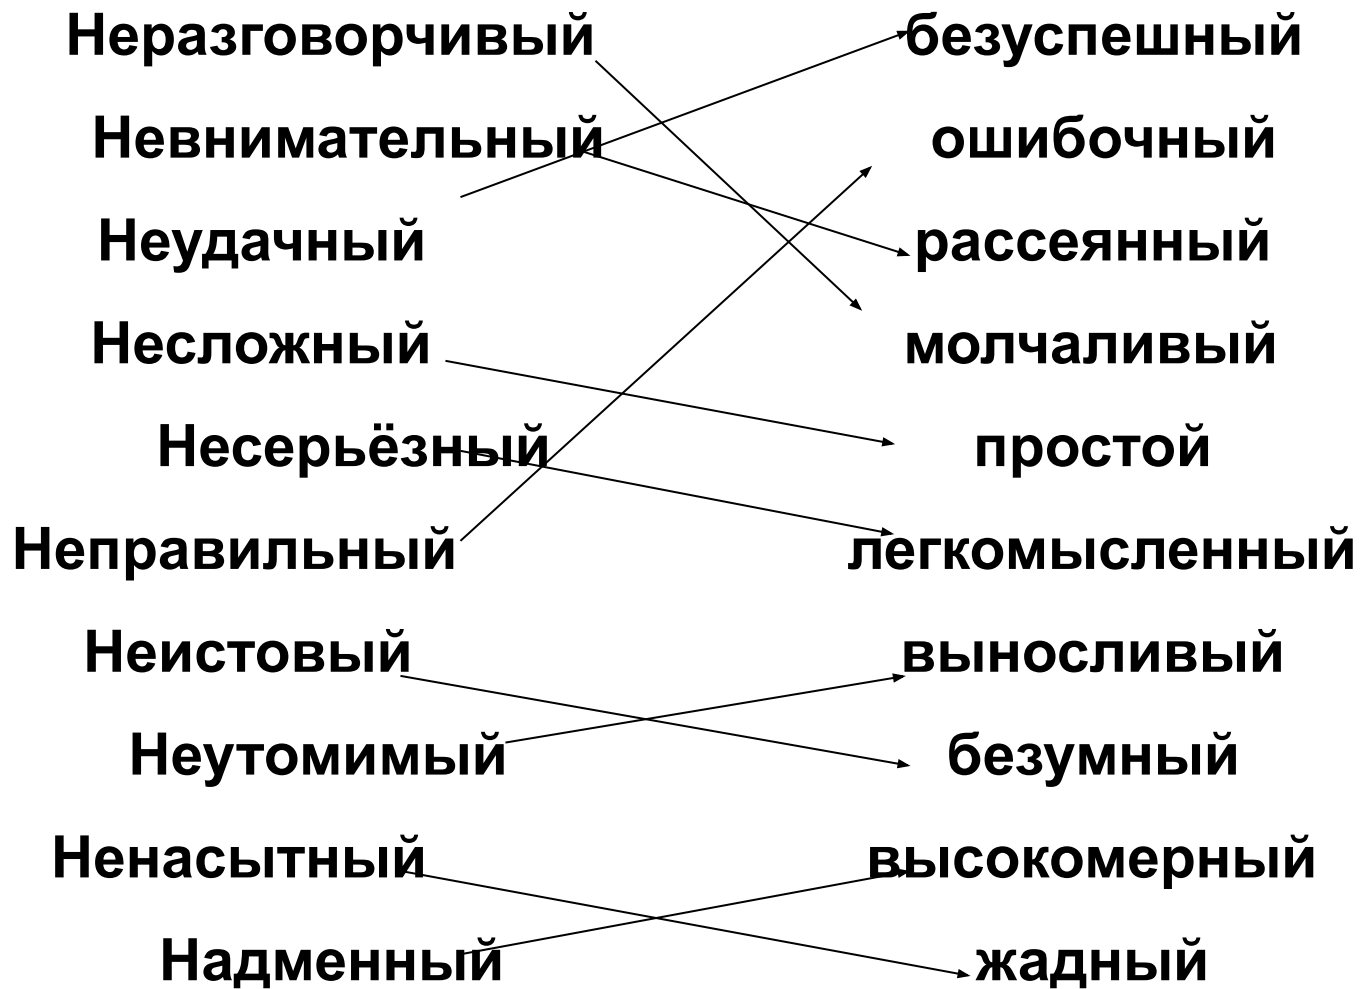 Неразговорчивый безуспешный
Невнимательный ошибочный
Неудачный рассеянный
Несложный молчаливый
Несерьёзный простой
Неправильный легкомысленный
Неистовый выносливый
Неутомимый безумный
Ненасытный высокомерный
Надменный жадный